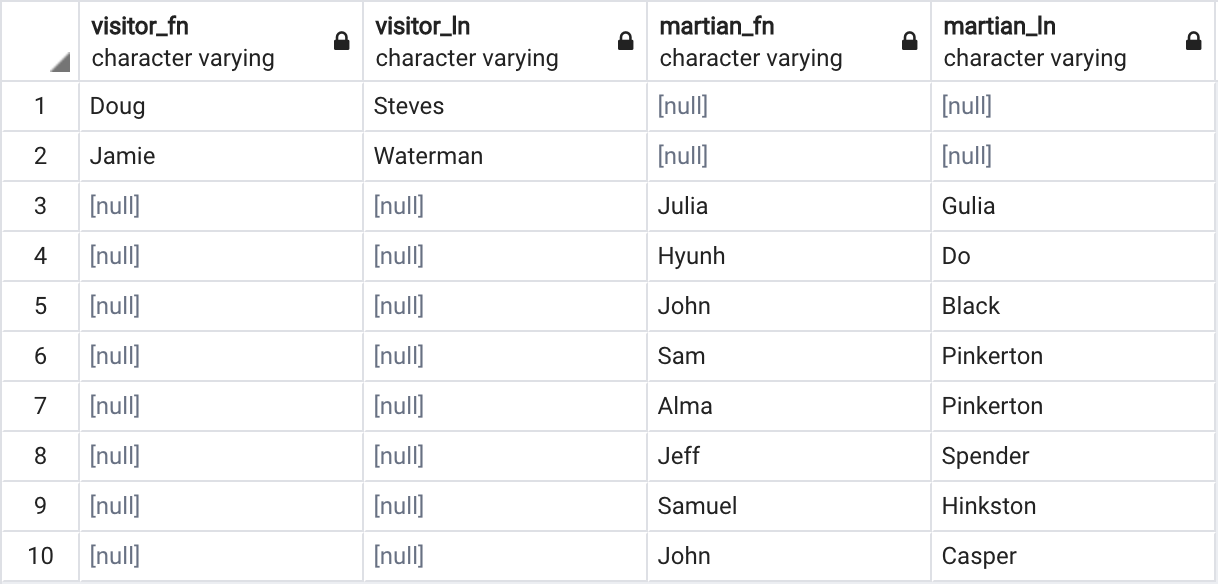 visitor_fn visitor_ln martian_fn martian_ln
character varying character varying character varying character varying
1 Doug Steves [null] [null]
2 Jamie Waterman [null] [null]
3 [null] [null] Julia Gulia
4 [null] [null] Hyunh Do
5 [null] [null] John Black
6 [null] [null] Sam Pinkerton
7 [null] [null] Alma Pinkerton
8 [null] [null] Jeff Spender
9 [null] [null] Samuel Hinkston
10 [null] [null] John Casper